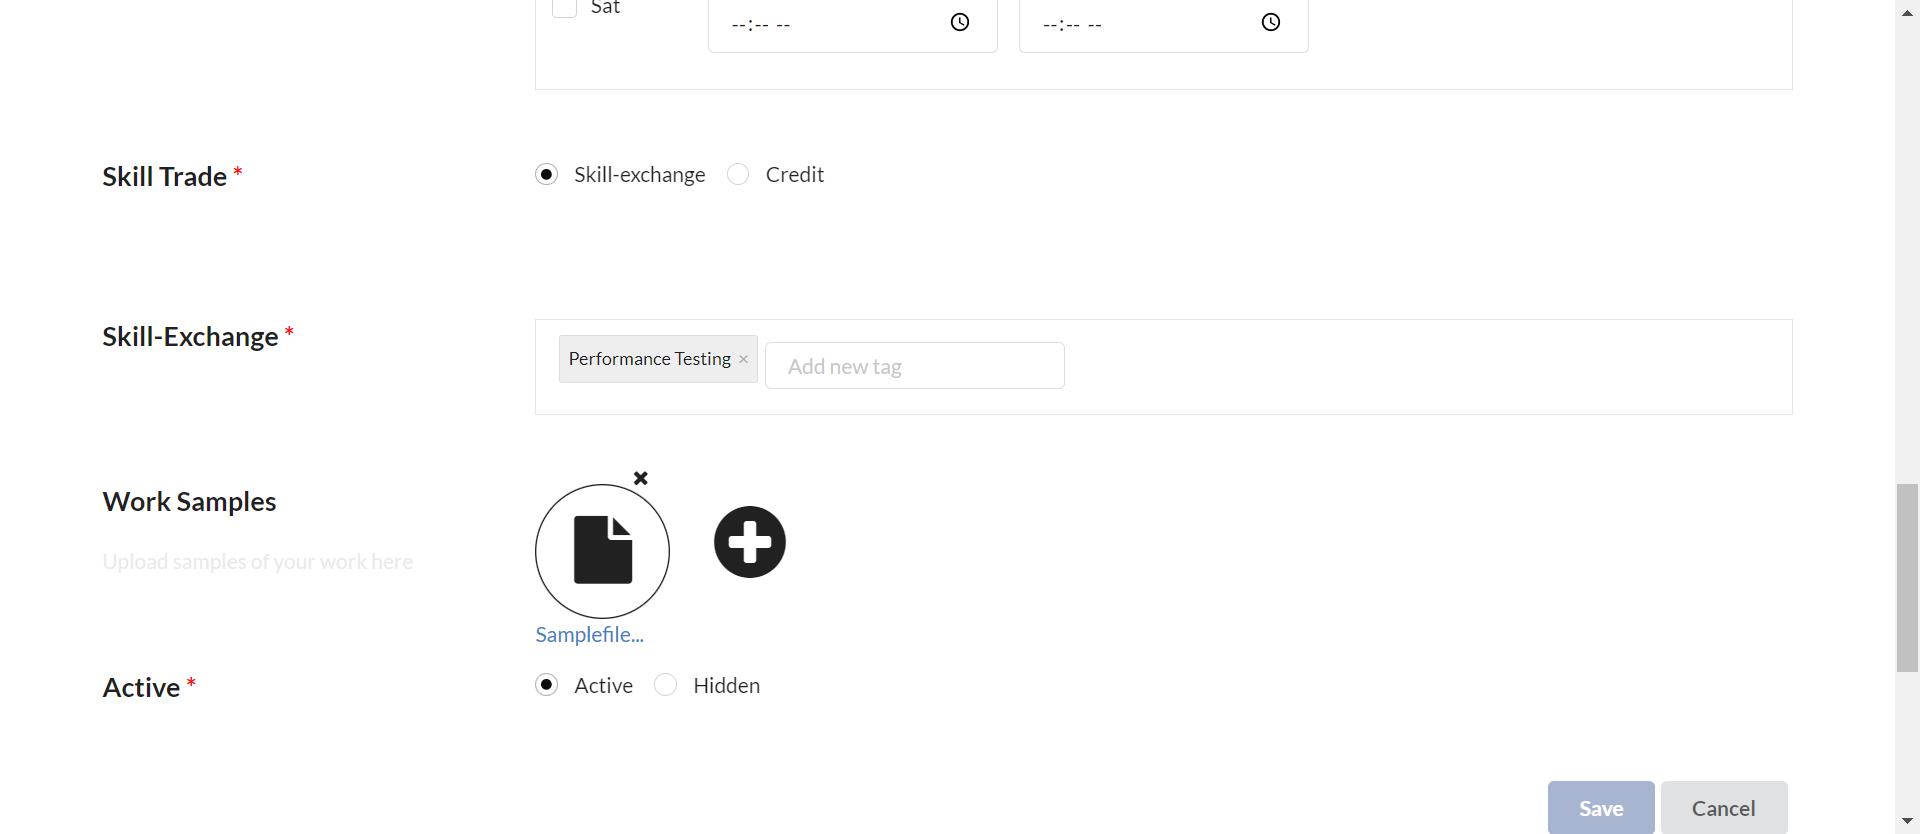 Sat
--:-- --
--:-- --
Skill Trade *
Skill-exchange
Credit
Skill-Exchange *
Performance Testing ×
Add new tag
Work Samples
Upload samples of your work here
Samplefile...
Active *
Active
Hidden
Save
Cancel